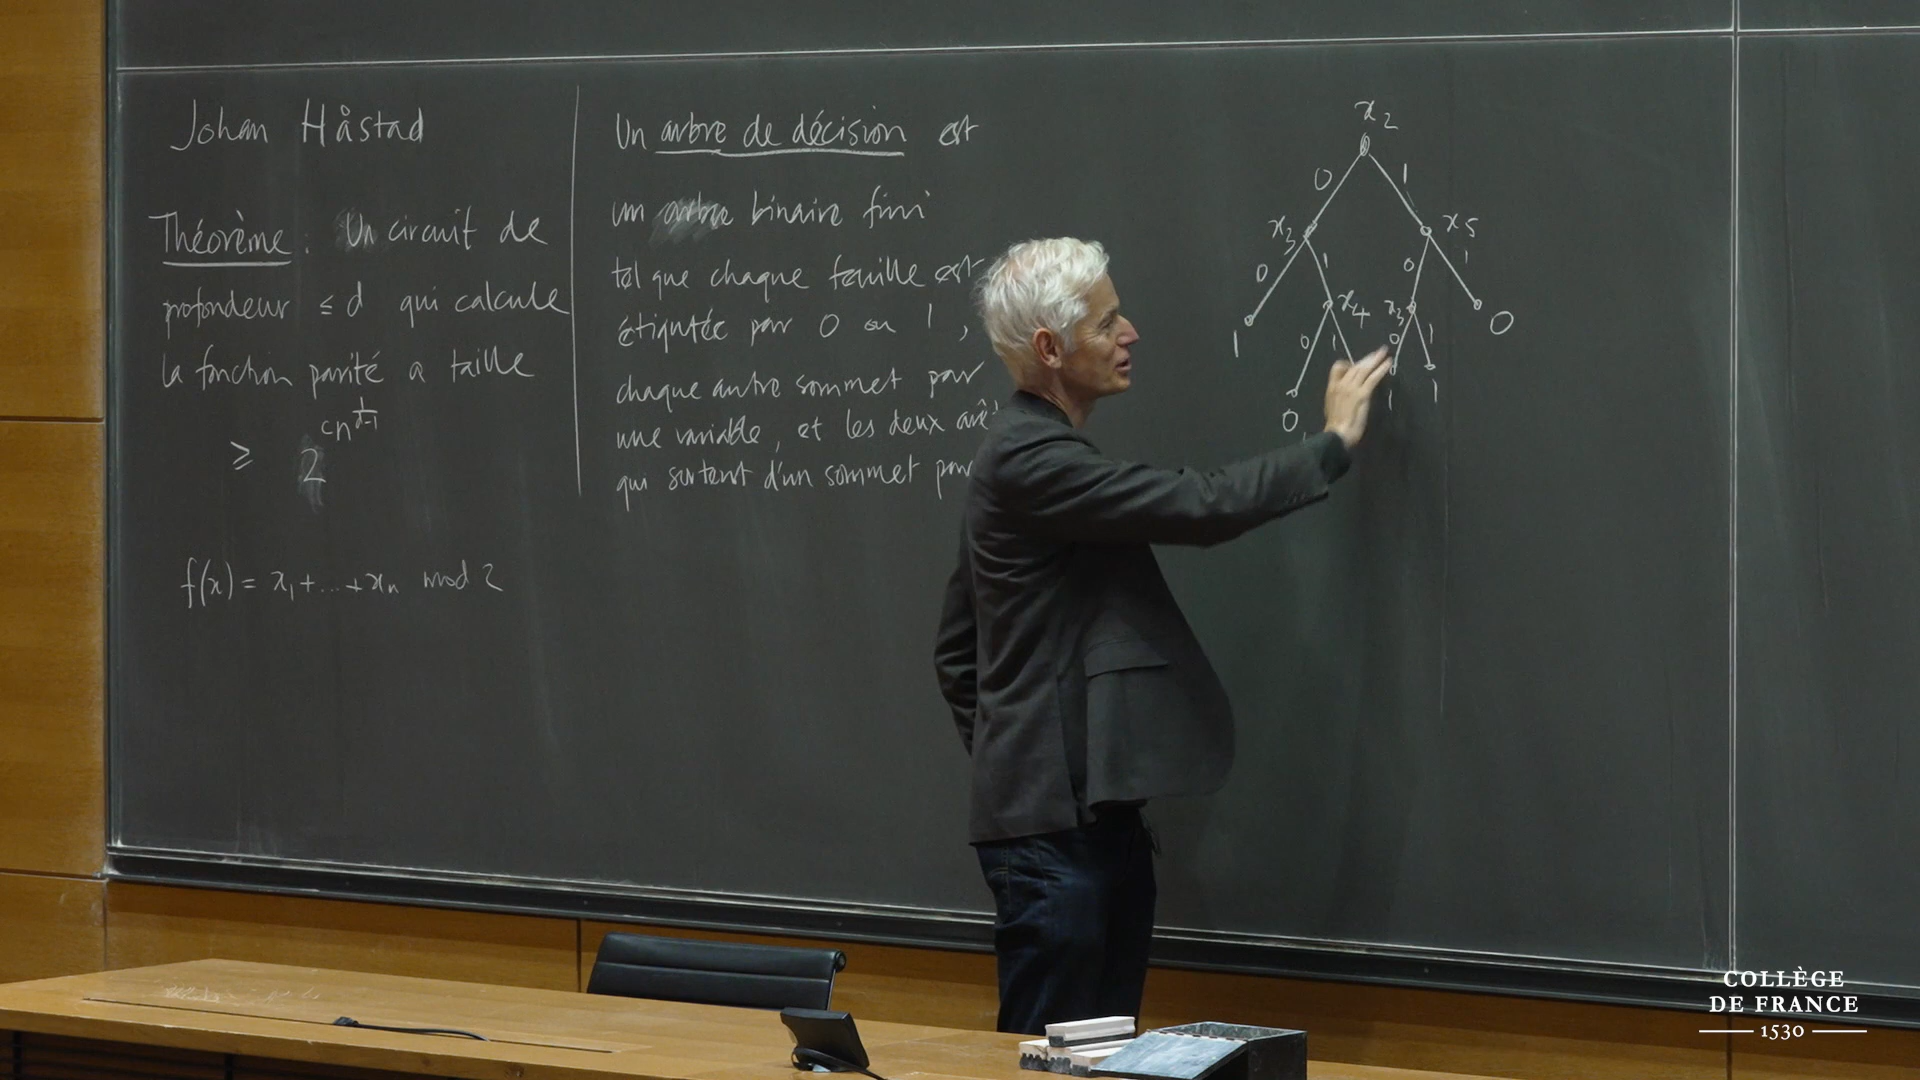 Johan Håstad
Théorème : Un circuit de
profondeur ≤ d qui calcule
la fonction parité a taille
≥ 2^{cn^{\frac{1}{d-1}}}
f(x) = x₁+...+xₙ mod 2
Un arbre de décision est
un arbre binaire fini
tel que chaque feuille est
étiquetée par 0 ou 1,
chaque autre sommet par
une variable, et les deux arê
qui sortent d'un sommet par
x₂
0 1
x₃ x₅
0 1 0 1
x₄ x₃
1 0 1 0 1 0
0 1 1
COLLÈGE
DE FRANCE
1530